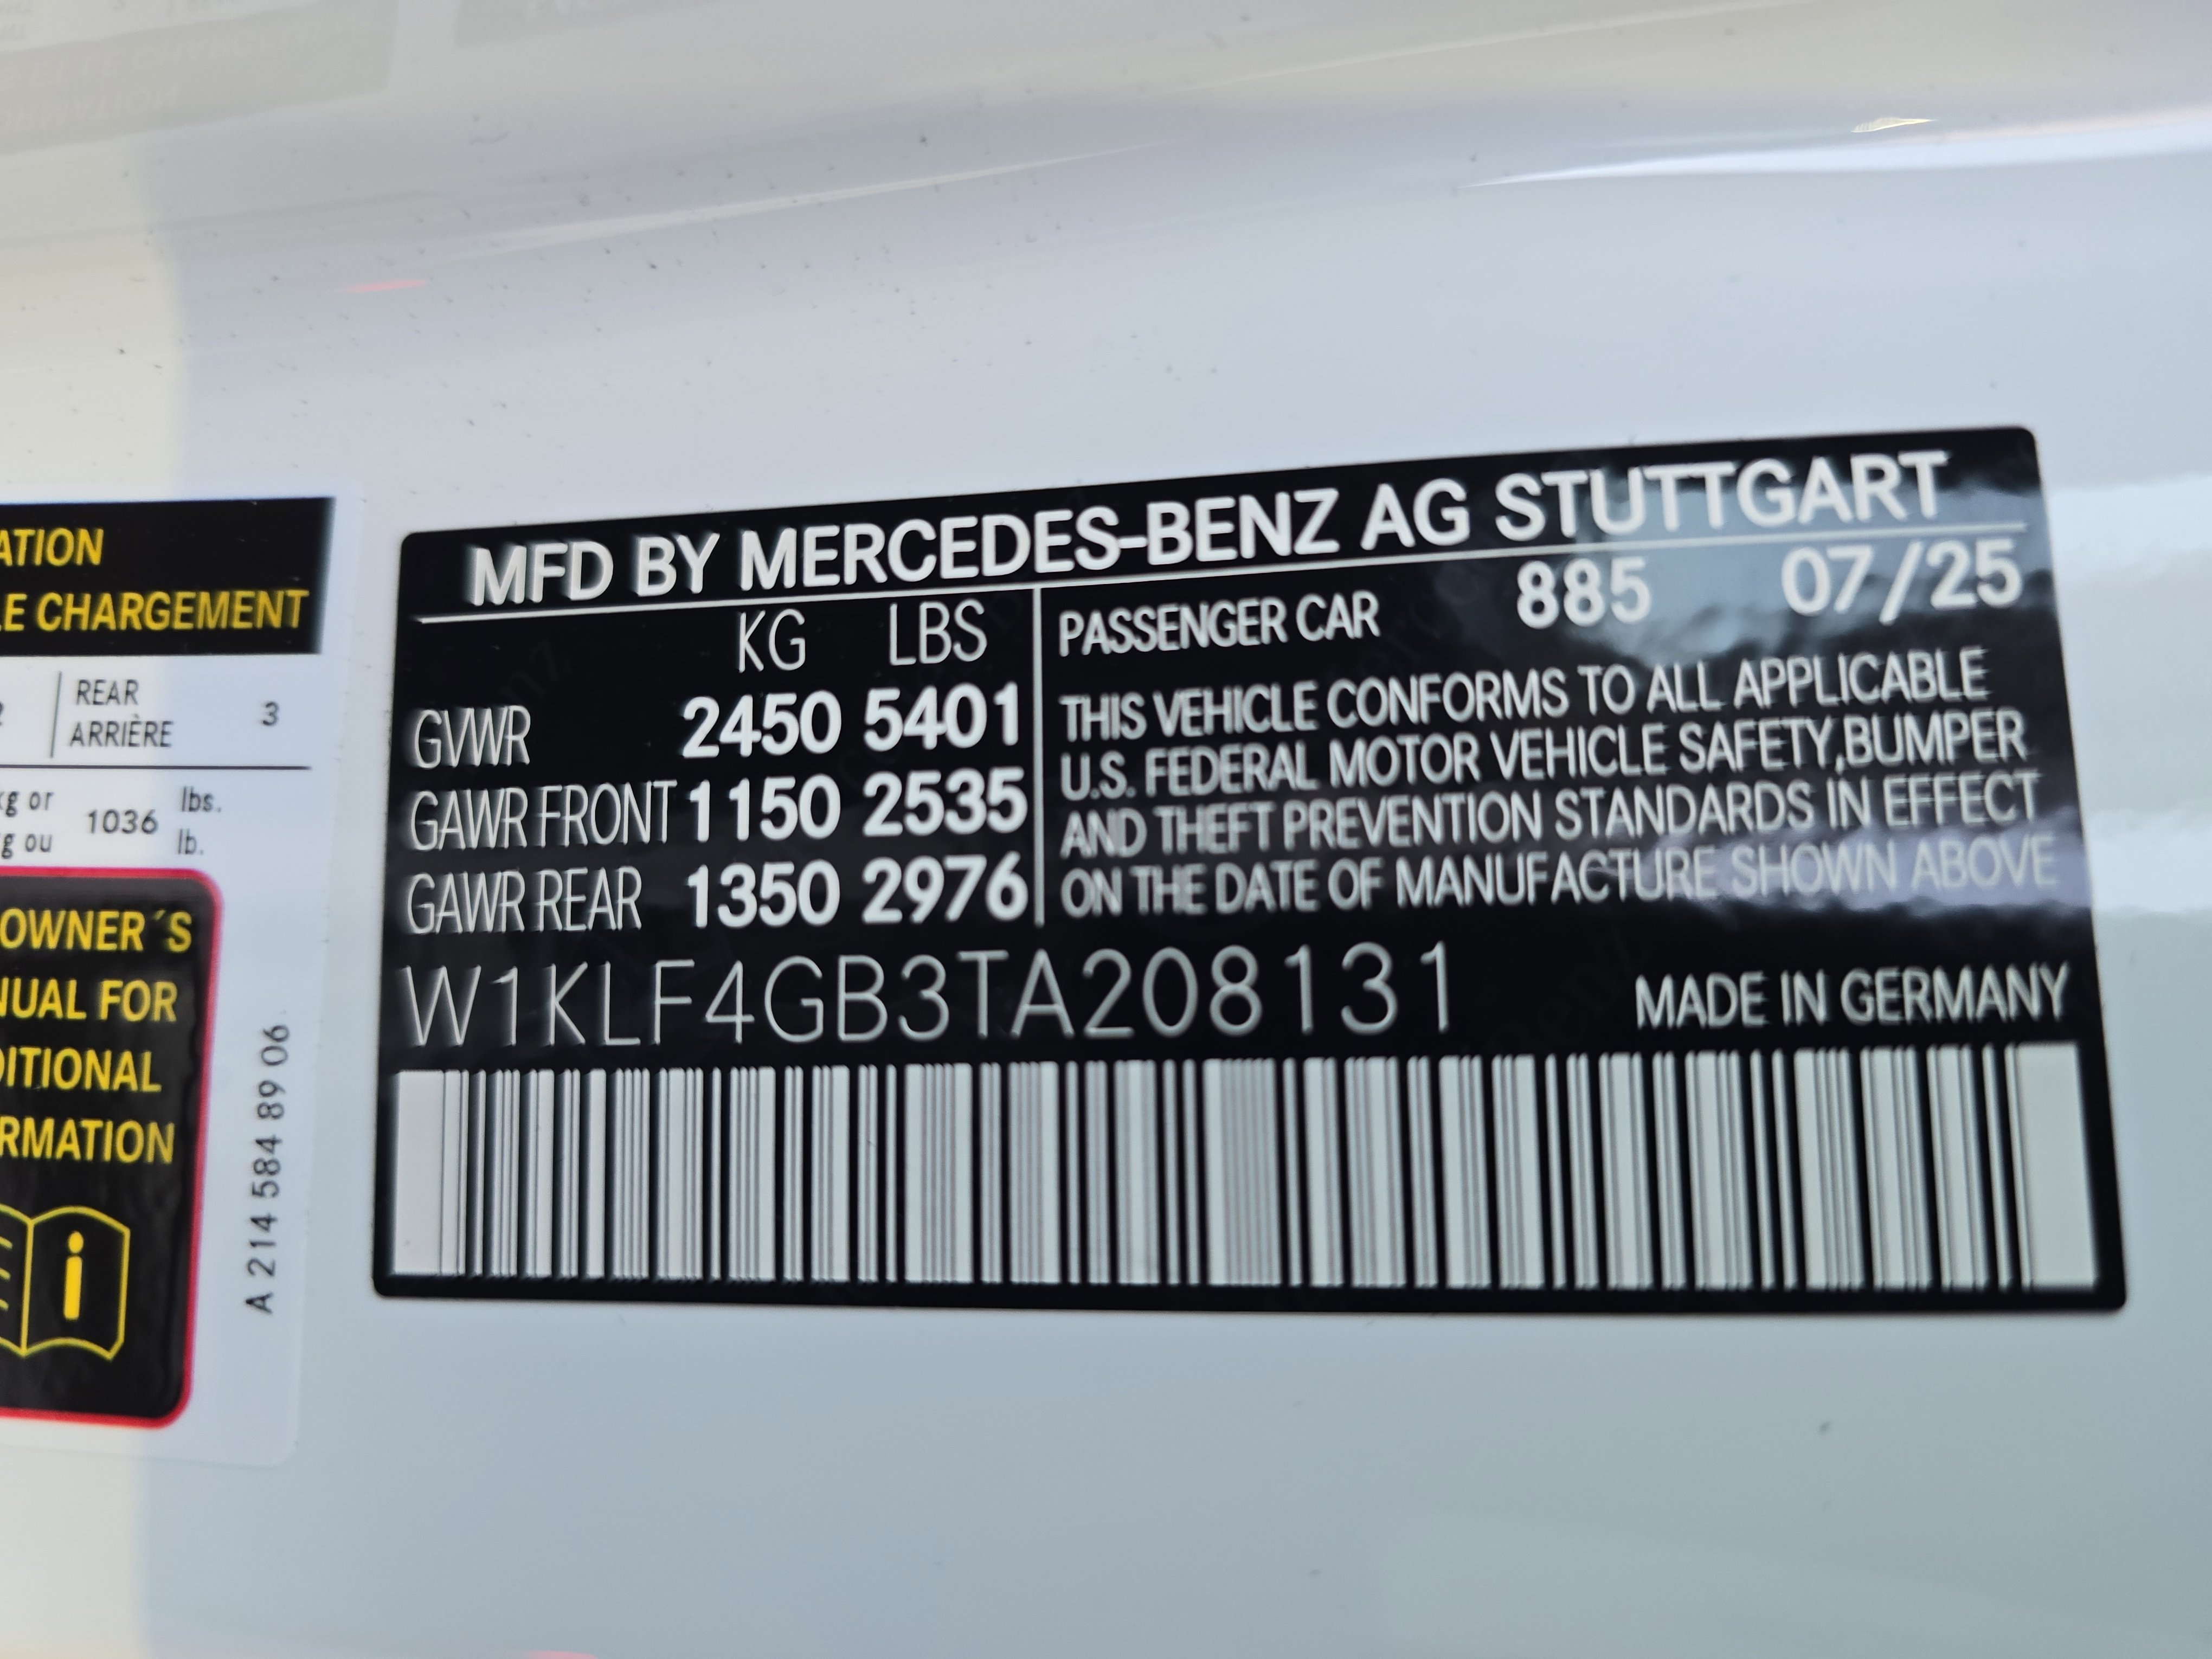 ATION
LE CHARGEMENT
REAR
ARRIÈRE
3
kg or
g ou
1036
lbs.
lb.
OWNER´S
NUAL FOR
DITIONAL
RMATION
i
A 214 584 89 06
MFD BY MERCEDES-BENZ AG STUTTGART
KG LBS
GVWR 2450 5401
GAWR FRONT 1150 2535
GAWR REAR 1350 2976
PASSENGER CAR 885 07/25
THIS VEHICLE CONFORMS TO ALL APPLICABLE
U.S. FEDERAL MOTOR VEHICLE SAFETY,BUMPER
AND THEFT PREVENTION STANDARDS IN EFFECT
ON THE DATE OF MANUFACTURE SHOWN ABOVE
W1KLF4GB3TA208131
MADE IN GERMANY